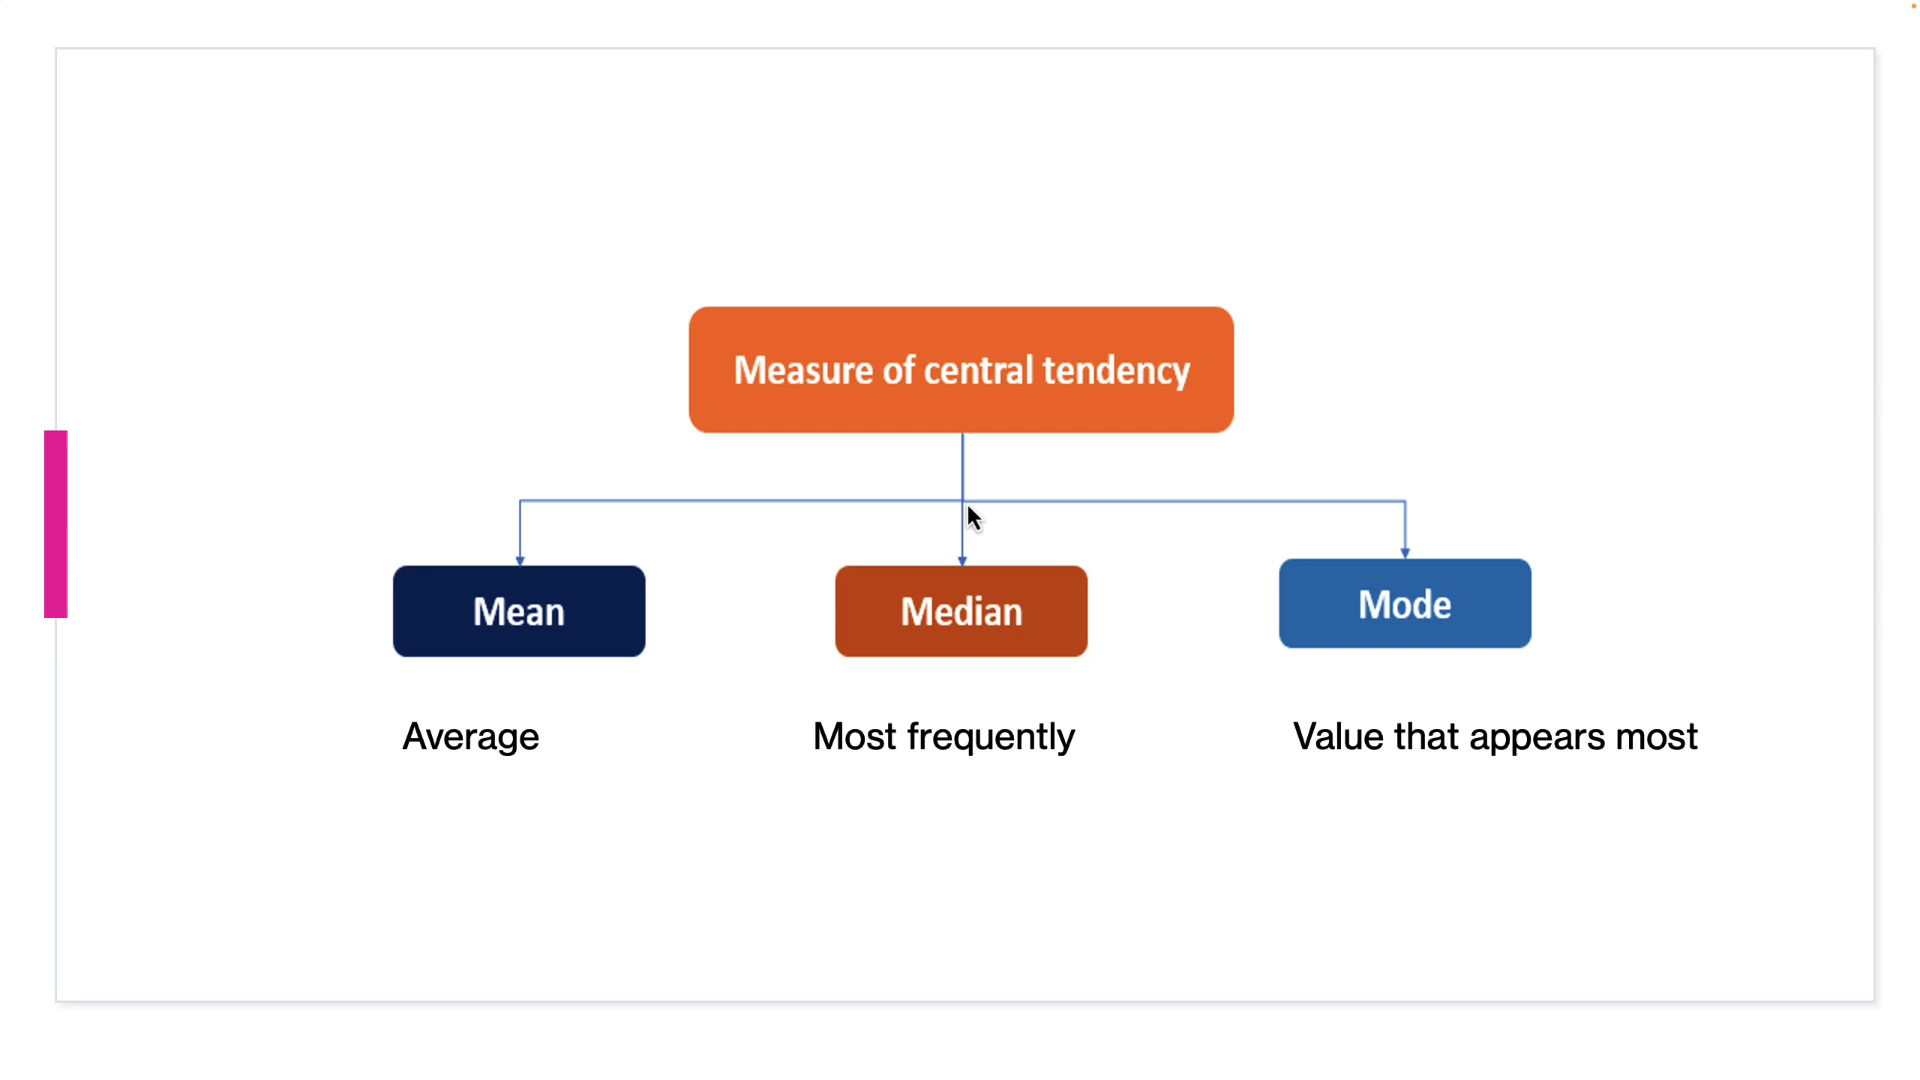 Measure of central tendency
Mean
Median
Mode
Average
Most frequently
Value that appears most